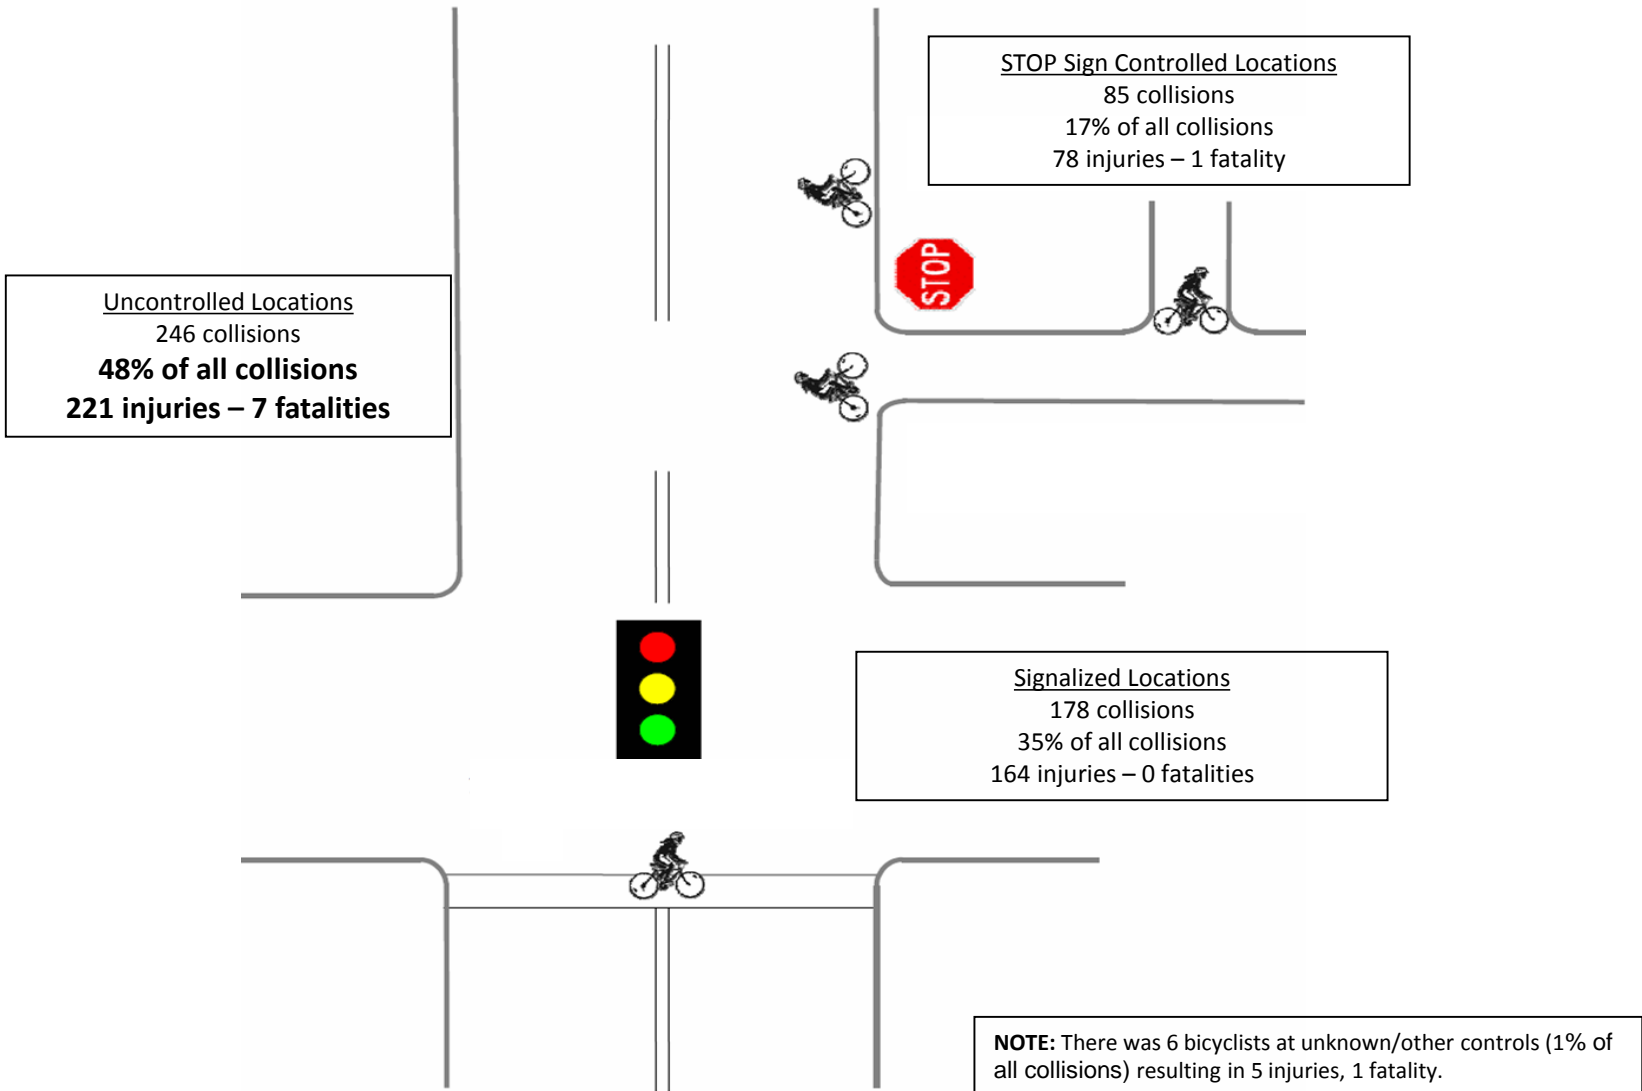 STOP Sign Controlled Locations
85 collisions
17% of all collisions
78 injuries – 1 fatality
STOP
Uncontrolled Locations
246 collisions
48% of all collisions
221 injuries – 7 fatalities
Signalized Locations
178 collisions
35% of all collisions
164 injuries – 0 fatalities
NOTE: There was 6 bicyclists at unknown/other controls (1% of
all collisions) resulting in 5 injuries, 1 fatality.